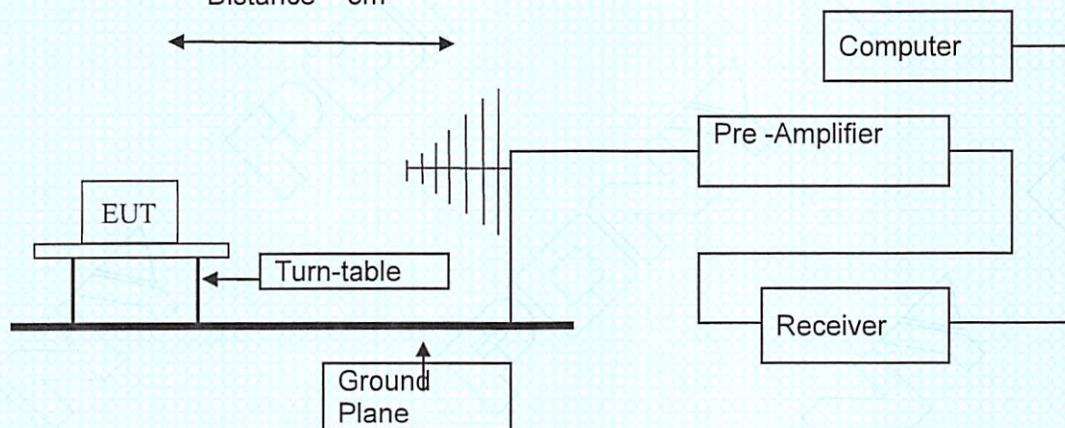 Computer
Pre -Amplifier
EUT
Turn-table
Receiver
Ground
Plane